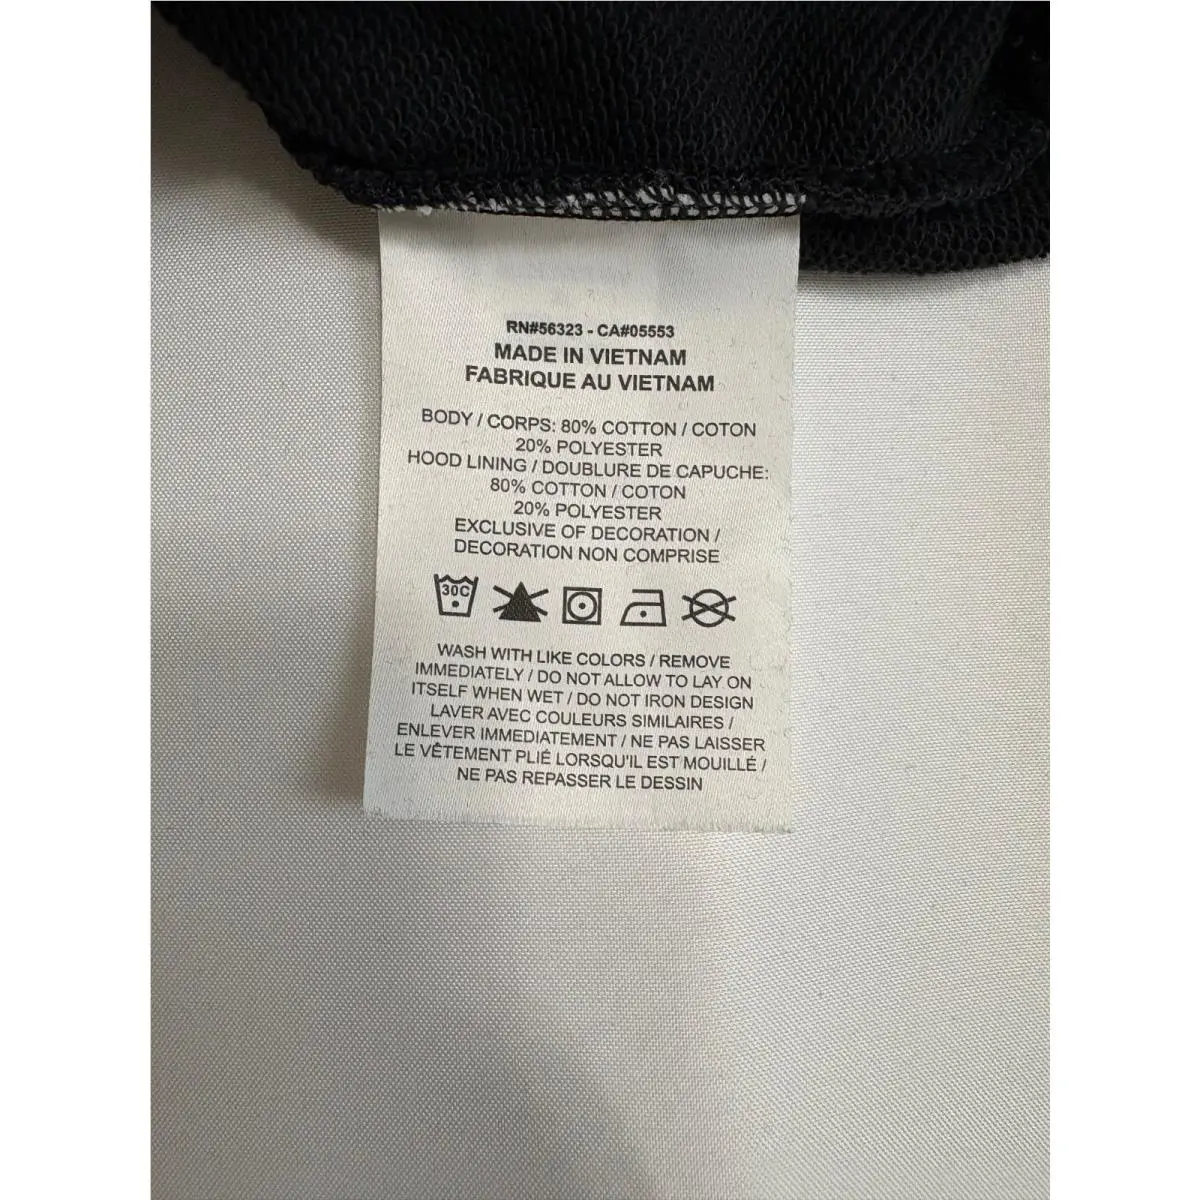 RN#56323 - CA#05553
MADE IN VIETNAM
FABRIQUE AU VIETNAM
BODY / CORPS: 80% COTTON / COTON
20% POLYESTER
HOOD LINING / DOUBLURE DE CAPUCHE:
80% COTTON / COTON
20% POLYESTER
EXCLUSIVE OF DECORATION /
DECORATION NON COMPRISE
30C
WASH WITH LIKE COLORS / REMOVE
IMMEDIATELY / DO NOT ALLOW TO LAY ON
ITSELF WHEN WET / DO NOT IRON DESIGN
LAVER AVEC COULEURS SIMILAIRES /
ENLEVER IMMEDIATEMENT / NE PAS LAISSER
LE VÊTEMENT PLIÉ LORSQU'IL EST MOUILLÉ /
NE PAS REPASSER LE DESSIN